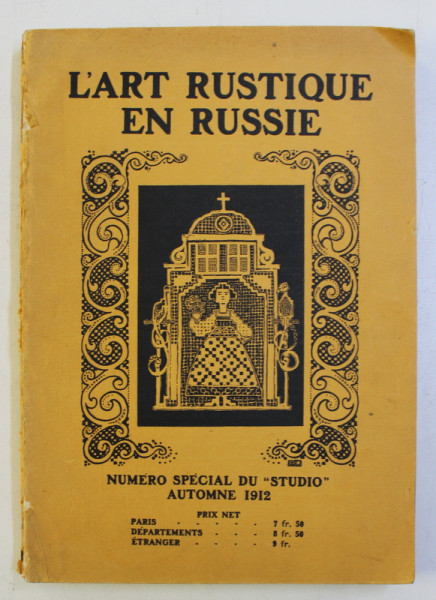 L'ART RUSTIQUE
EN RUSSIE
NUMERO SPÉCIAL DU "STUDIO"
AUTOMNE 1912
PRIX NET
PARIS - - - - - 7 fr. 50
DÉPARTEMENTS - - - 8 fr. 50
ÉTRANGER - - - - 9 fr.